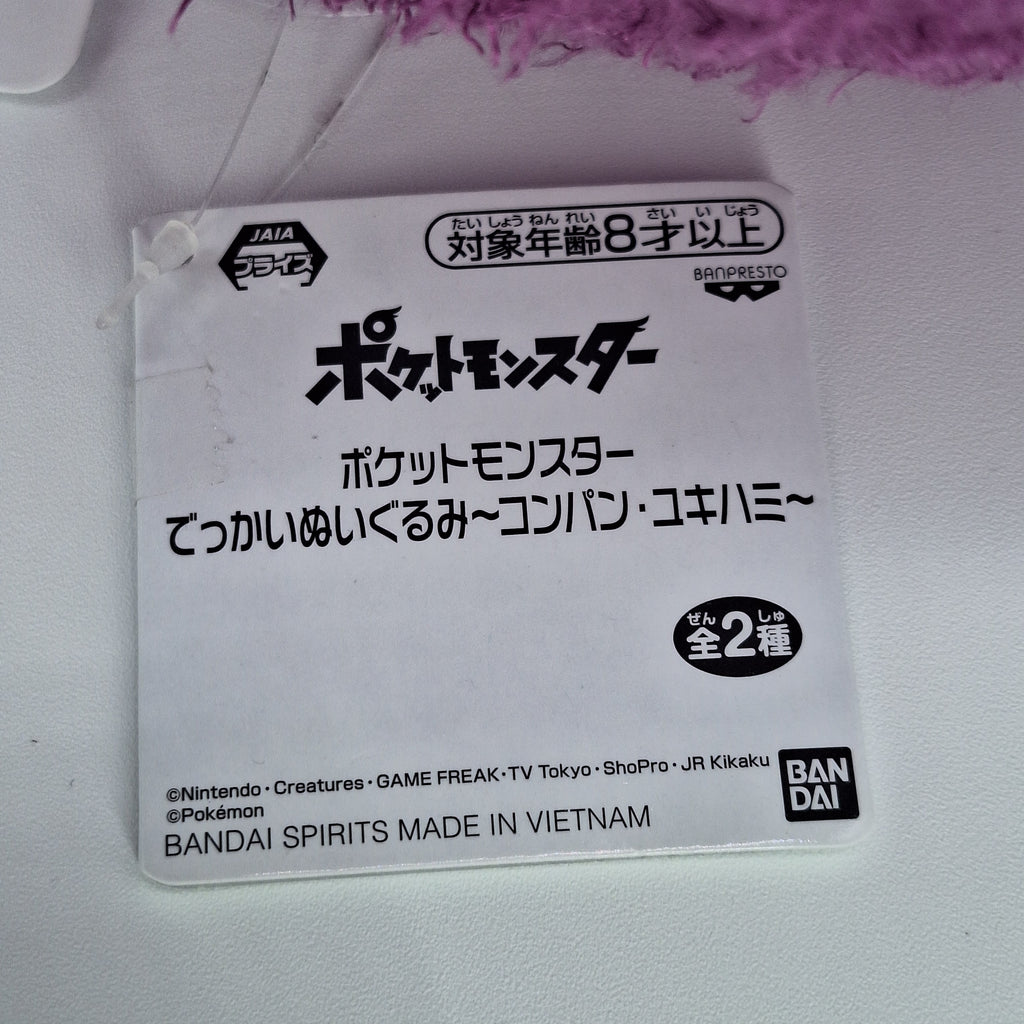 JAIA
プライズ
たいしょうねんれい さい い じょう
対象年齢8才以上
BANPRESTO
ポケットモンスター
ポケットモンスター
でっかいぬいぐるみ~コンパン・ユキハミ~
ぜん しゅ
全2種
©Nintendo・Creatures・GAME FREAK・TV Tokyo・ShoPro・JR Kikaku
©Pokémon
BANDAI SPIRITS MADE IN VIETNAM
BAN
DAI